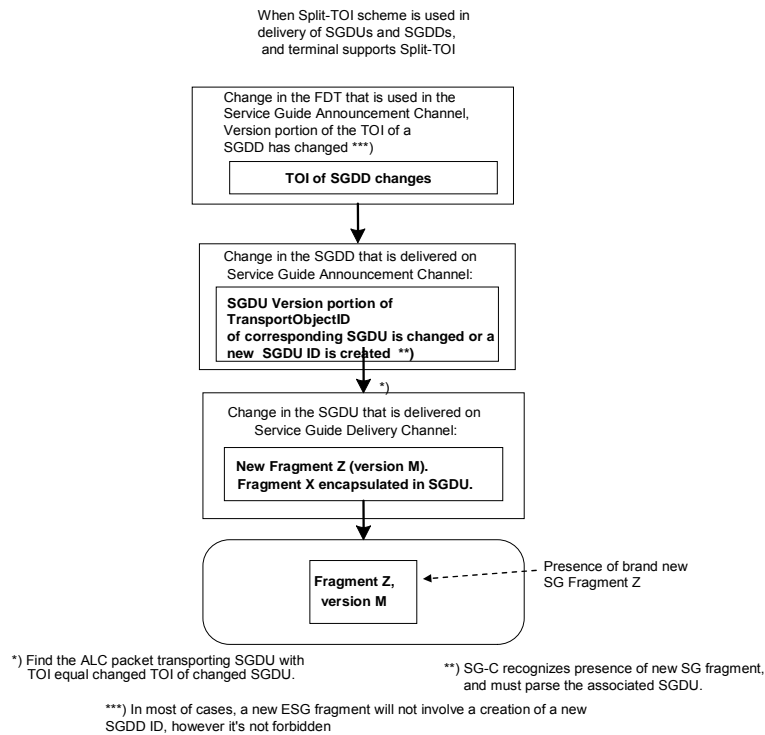 When Split-TOI scheme is used in
delivery of SGDUs and SGDDs,
and terminal supports Split-TOI
Change in the FDT that is used in the
Service Guide Announcement Channel,
Version portion of the TOI of a
SGDD has changed ***)
TOI of SGDD changes
Change in the SGDD that is delivered on
Service Guide Announcement Channel:
SGDU Version portion of
TransportObjectID
of corresponding SGDU is changed or a
new SGDU ID is created **)
*)
Change in the SGDU that is delivered on
Service Guide Delivery Channel:
New Fragment Z (version M).
Fragment X encapsulated in SGDU.
Fragment Z,
version M
Presence of brand new
SG Fragment Z
*) Find the ALC packet transporting SGDU with
TOI equal changed TOI of changed SGDU.
**) SG-C recognizes presence of new SG fragment,
and must parse the associated SGDU.
***) In most of cases, a new ESG fragment will not involve a creation of a new
SGDD ID, however it's not forbidden